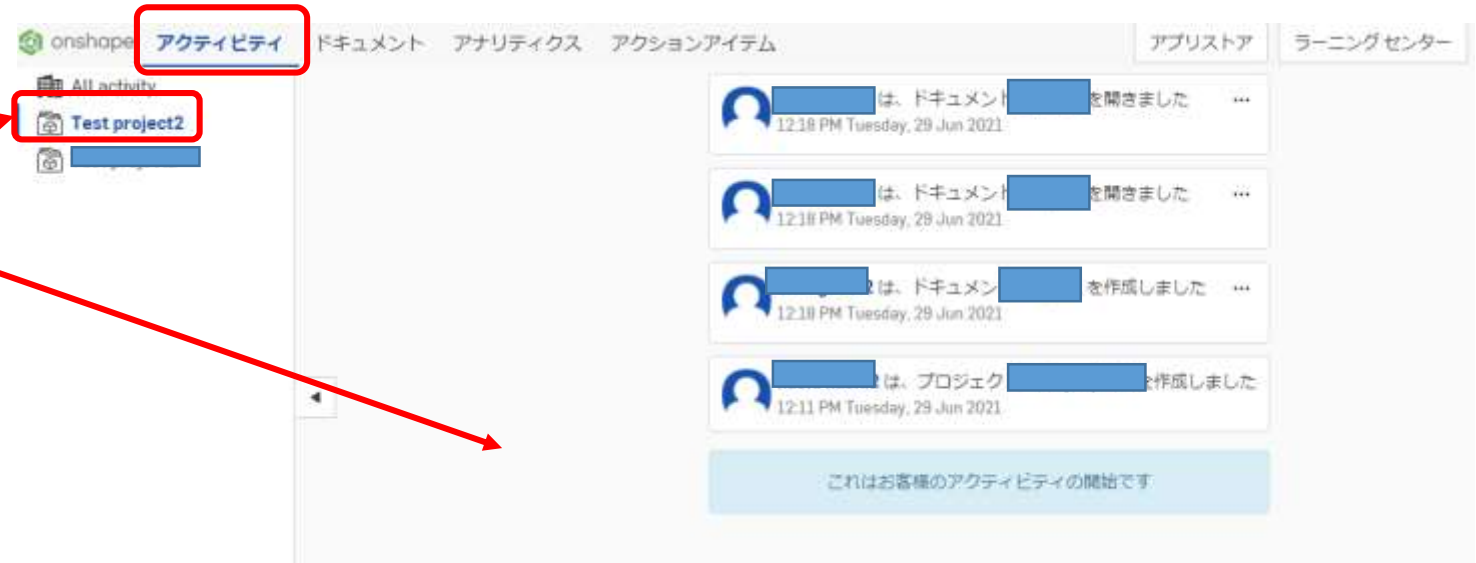 onshape アクティビティ ドキュメント アナリティクス アクションアイテム アプリストア ラーニング センター
All activity
Test project2
は、ドキュメント を開きました ...
12:18 PM Tuesday, 29 Jun 2021
は、ドキュメント を開きました ...
12:18 PM Tuesday, 29 Jun 2021
2 は、ドキュメン を作成しました ...
12:18 PM Tuesday, 29 Jun 2021
は、プロジェク を作成しました
12:11 PM Tuesday, 29 Jun 2021
これはお客様のアクティビティの開始です